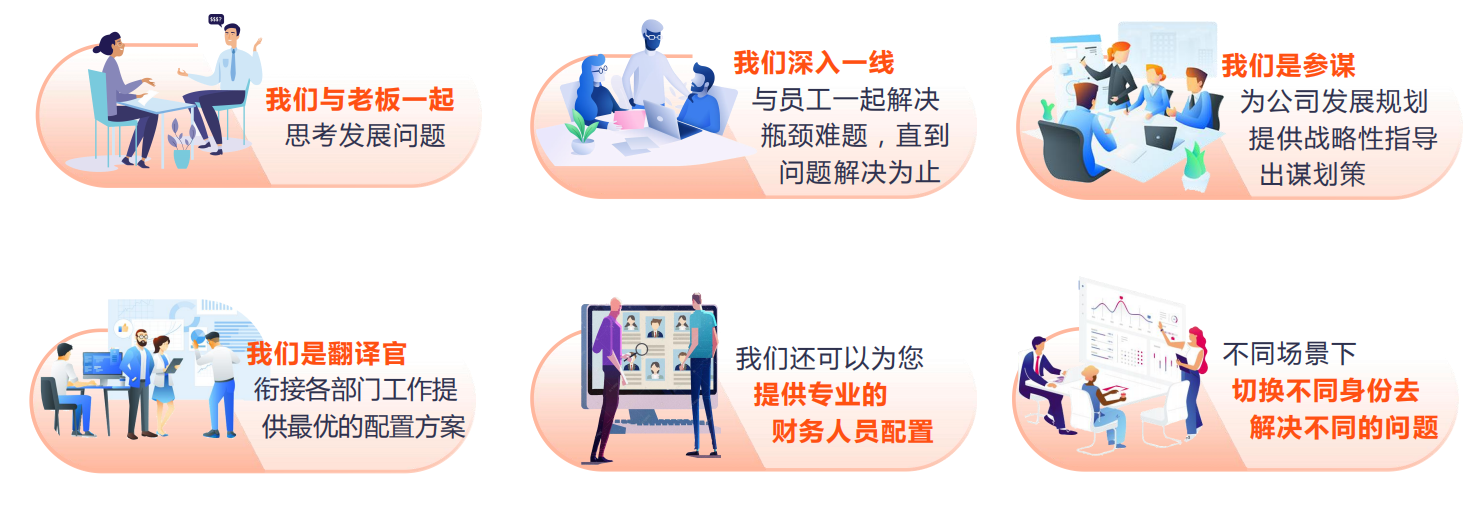 $$$?
我们与老板一起
思考发展问题
我们深入一线
与员工一起解决
瓶颈难题，直到
问题解决为止
我们是参谋
为公司发展规划
提供战略性指导
出谋划策
我们是翻译官
衔接各部门工作提
供最优的配置方案
我们还可以为您
提供专业的
财务人员配置
不同场景下
切换不同身份去
解决不同的问题